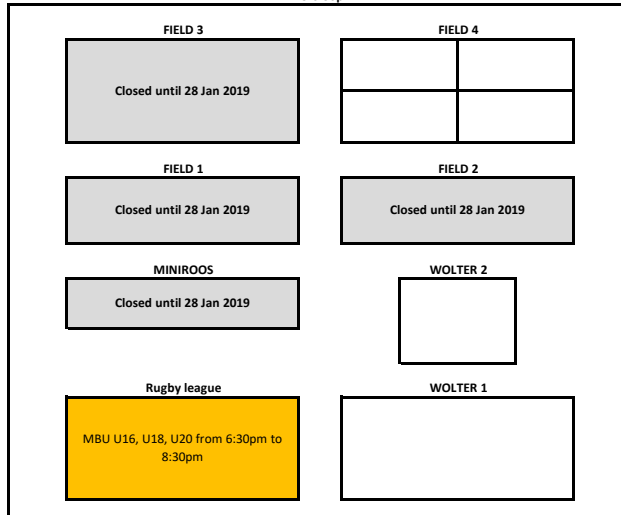 FIELD 3
FIELD 4
Closed until 28 Jan 2019
FIELD 1
FIELD 2
Closed until 28 Jan 2019
Closed until 28 Jan 2019
MINIROOS
WOLTER 2
Closed until 28 Jan 2019
Rugby league
WOLTER 1
MBU U16, U18, U20 from 6:30pm to
8:30pm